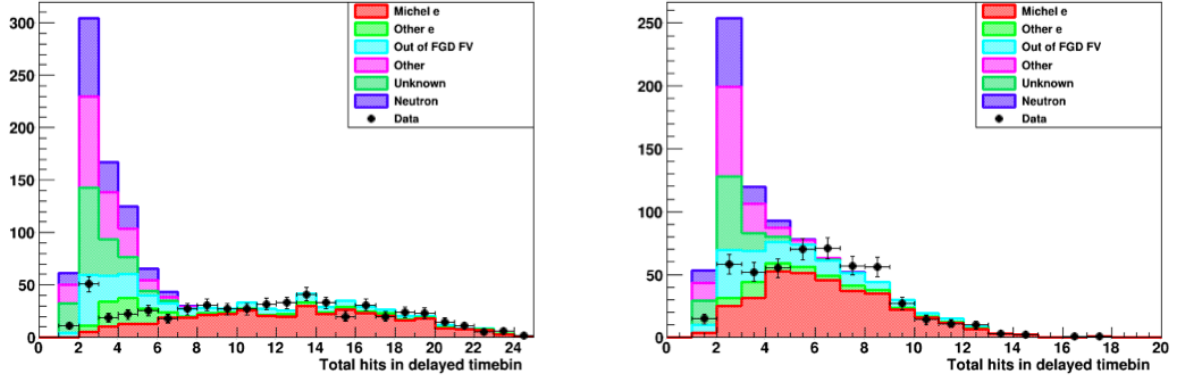 300
250
200
150
100
50
0
Michel e
Other e
Out of FGD FV
Other
Unknown
Neutron
Data
0 2 4 6 8 10 12 14 16 18 20 22 24
Total hits in delayed timebin
250
200
150
100
50
0
Michel e
Other e
Out of FGD FV
Other
Unknown
Neutron
Data
0 2 4 6 8 10 12 14 16 18 20
Total hits in delayed timebin